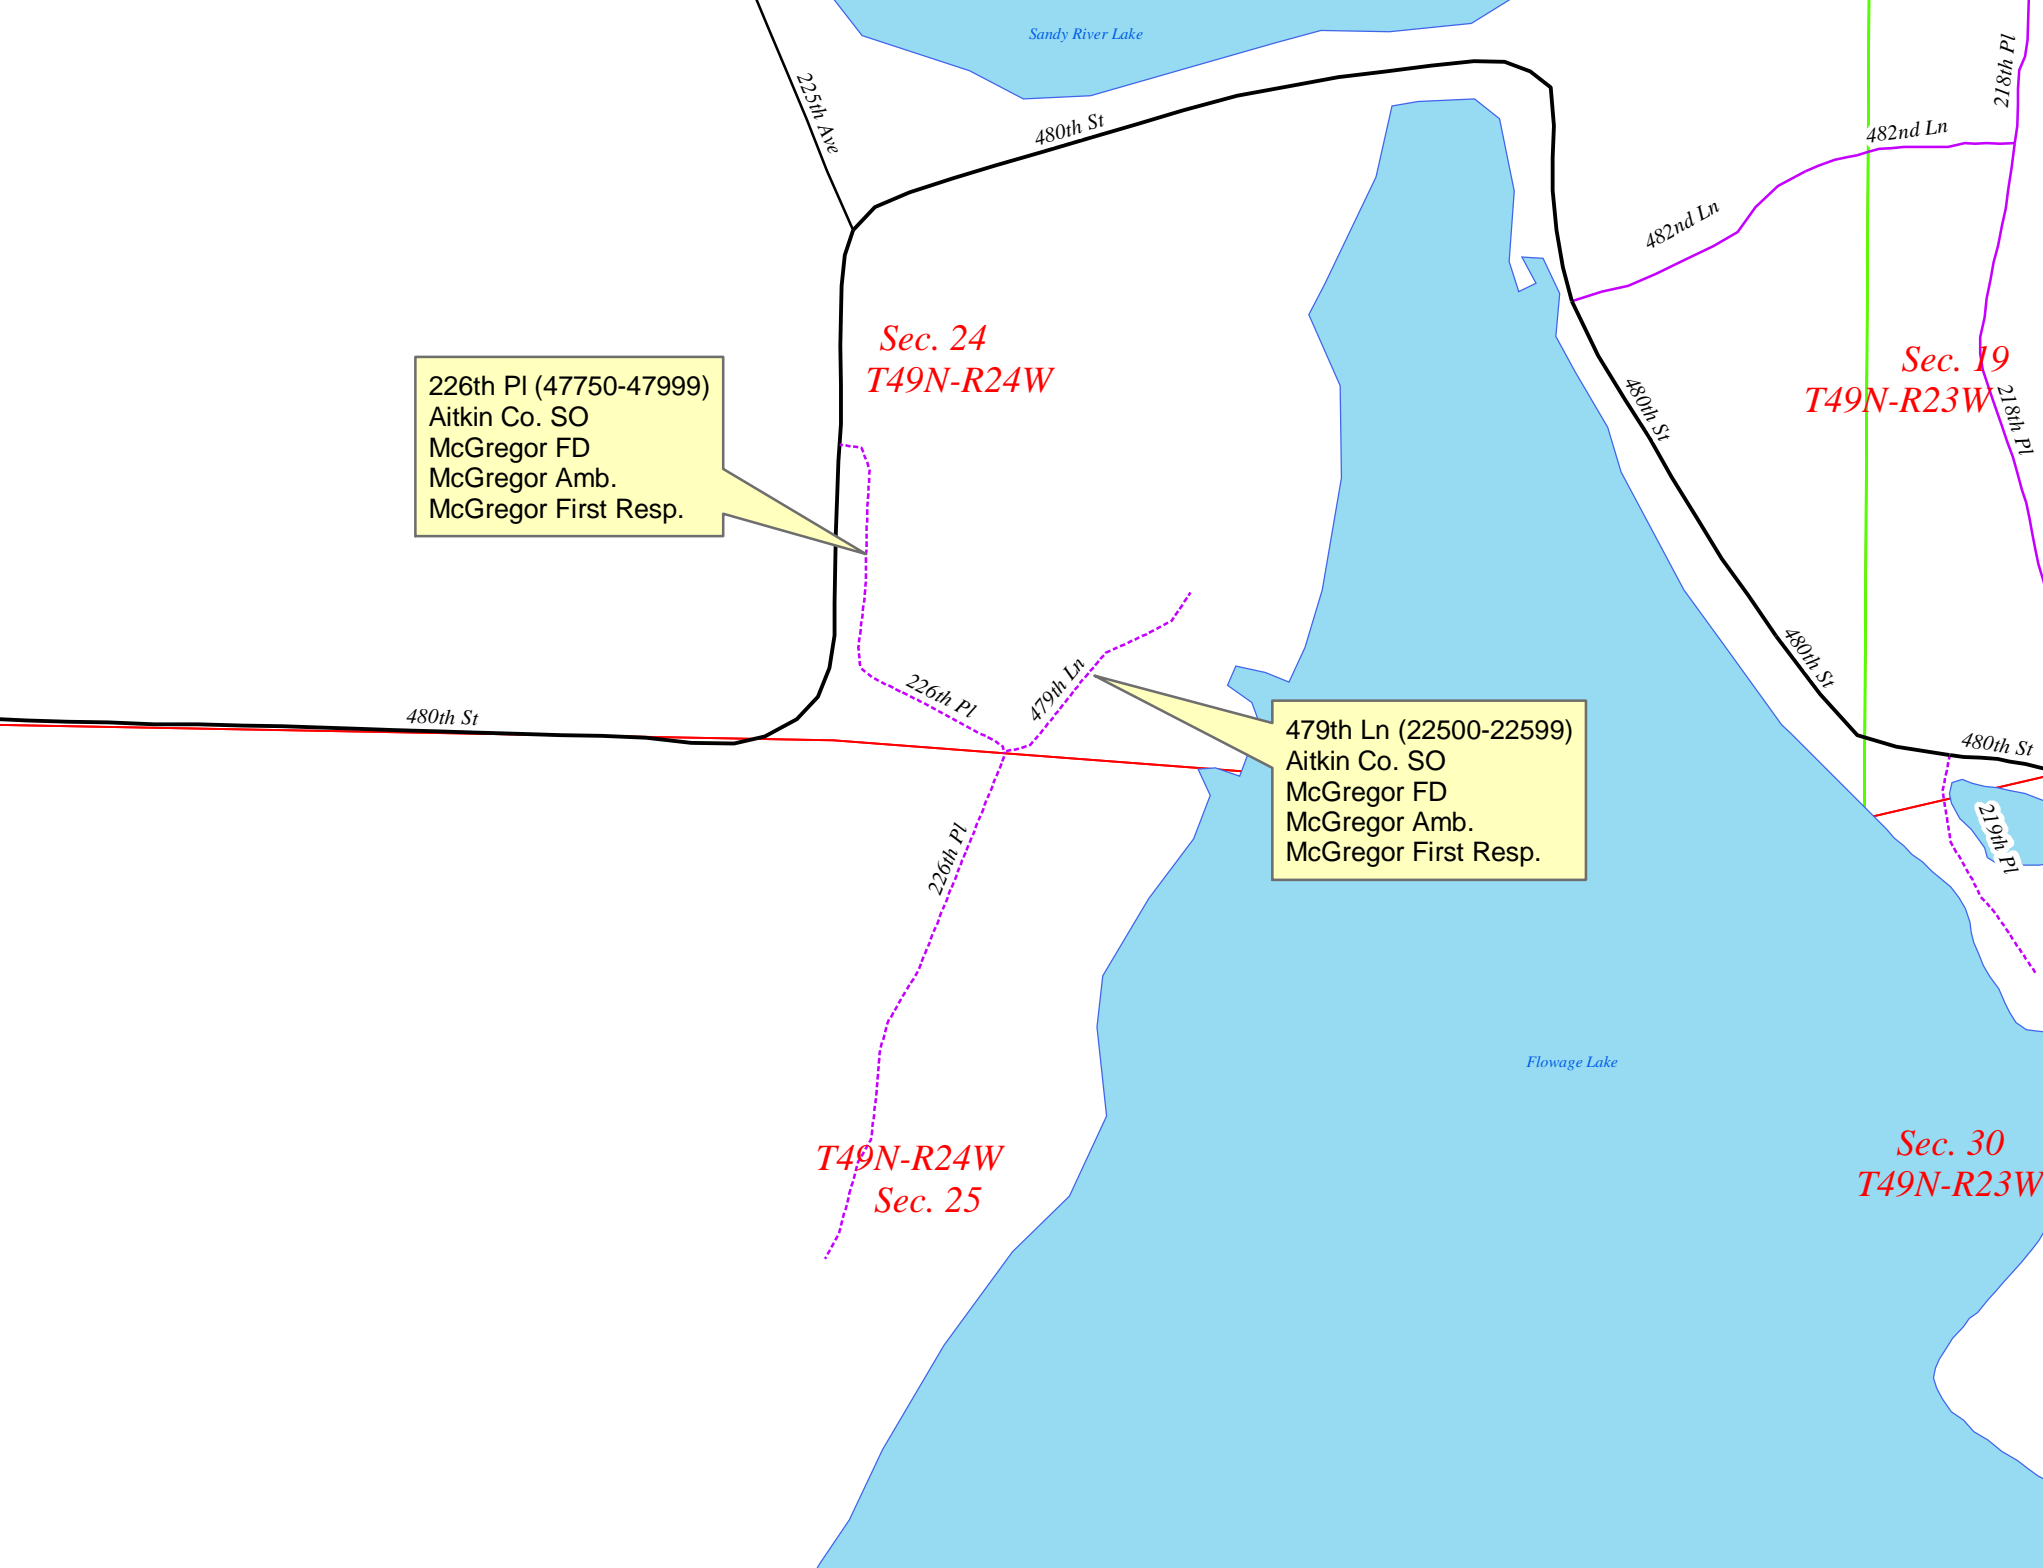 Sandy River Lake
218th Pl
225th Ave
480th St
482nd Ln
482nd Ln
Sec. 24
T49N-R24W
Sec. 19
T49N-R23W
226th Pl (47750-47999)
Aitkin Co. SO
McGregor FD
McGregor Amb.
McGregor First Resp.
480th St
218th Pl
480th St
226th Pl
479th Ln
480th St
480th St
479th Ln (22500-22599)
Aitkin Co. SO
McGregor FD
McGregor Amb.
McGregor First Resp.
480th St
219th Pl
226th Pl
Flowage Lake
T49N-R24W
Sec. 25
Sec. 30
T49N-R23W